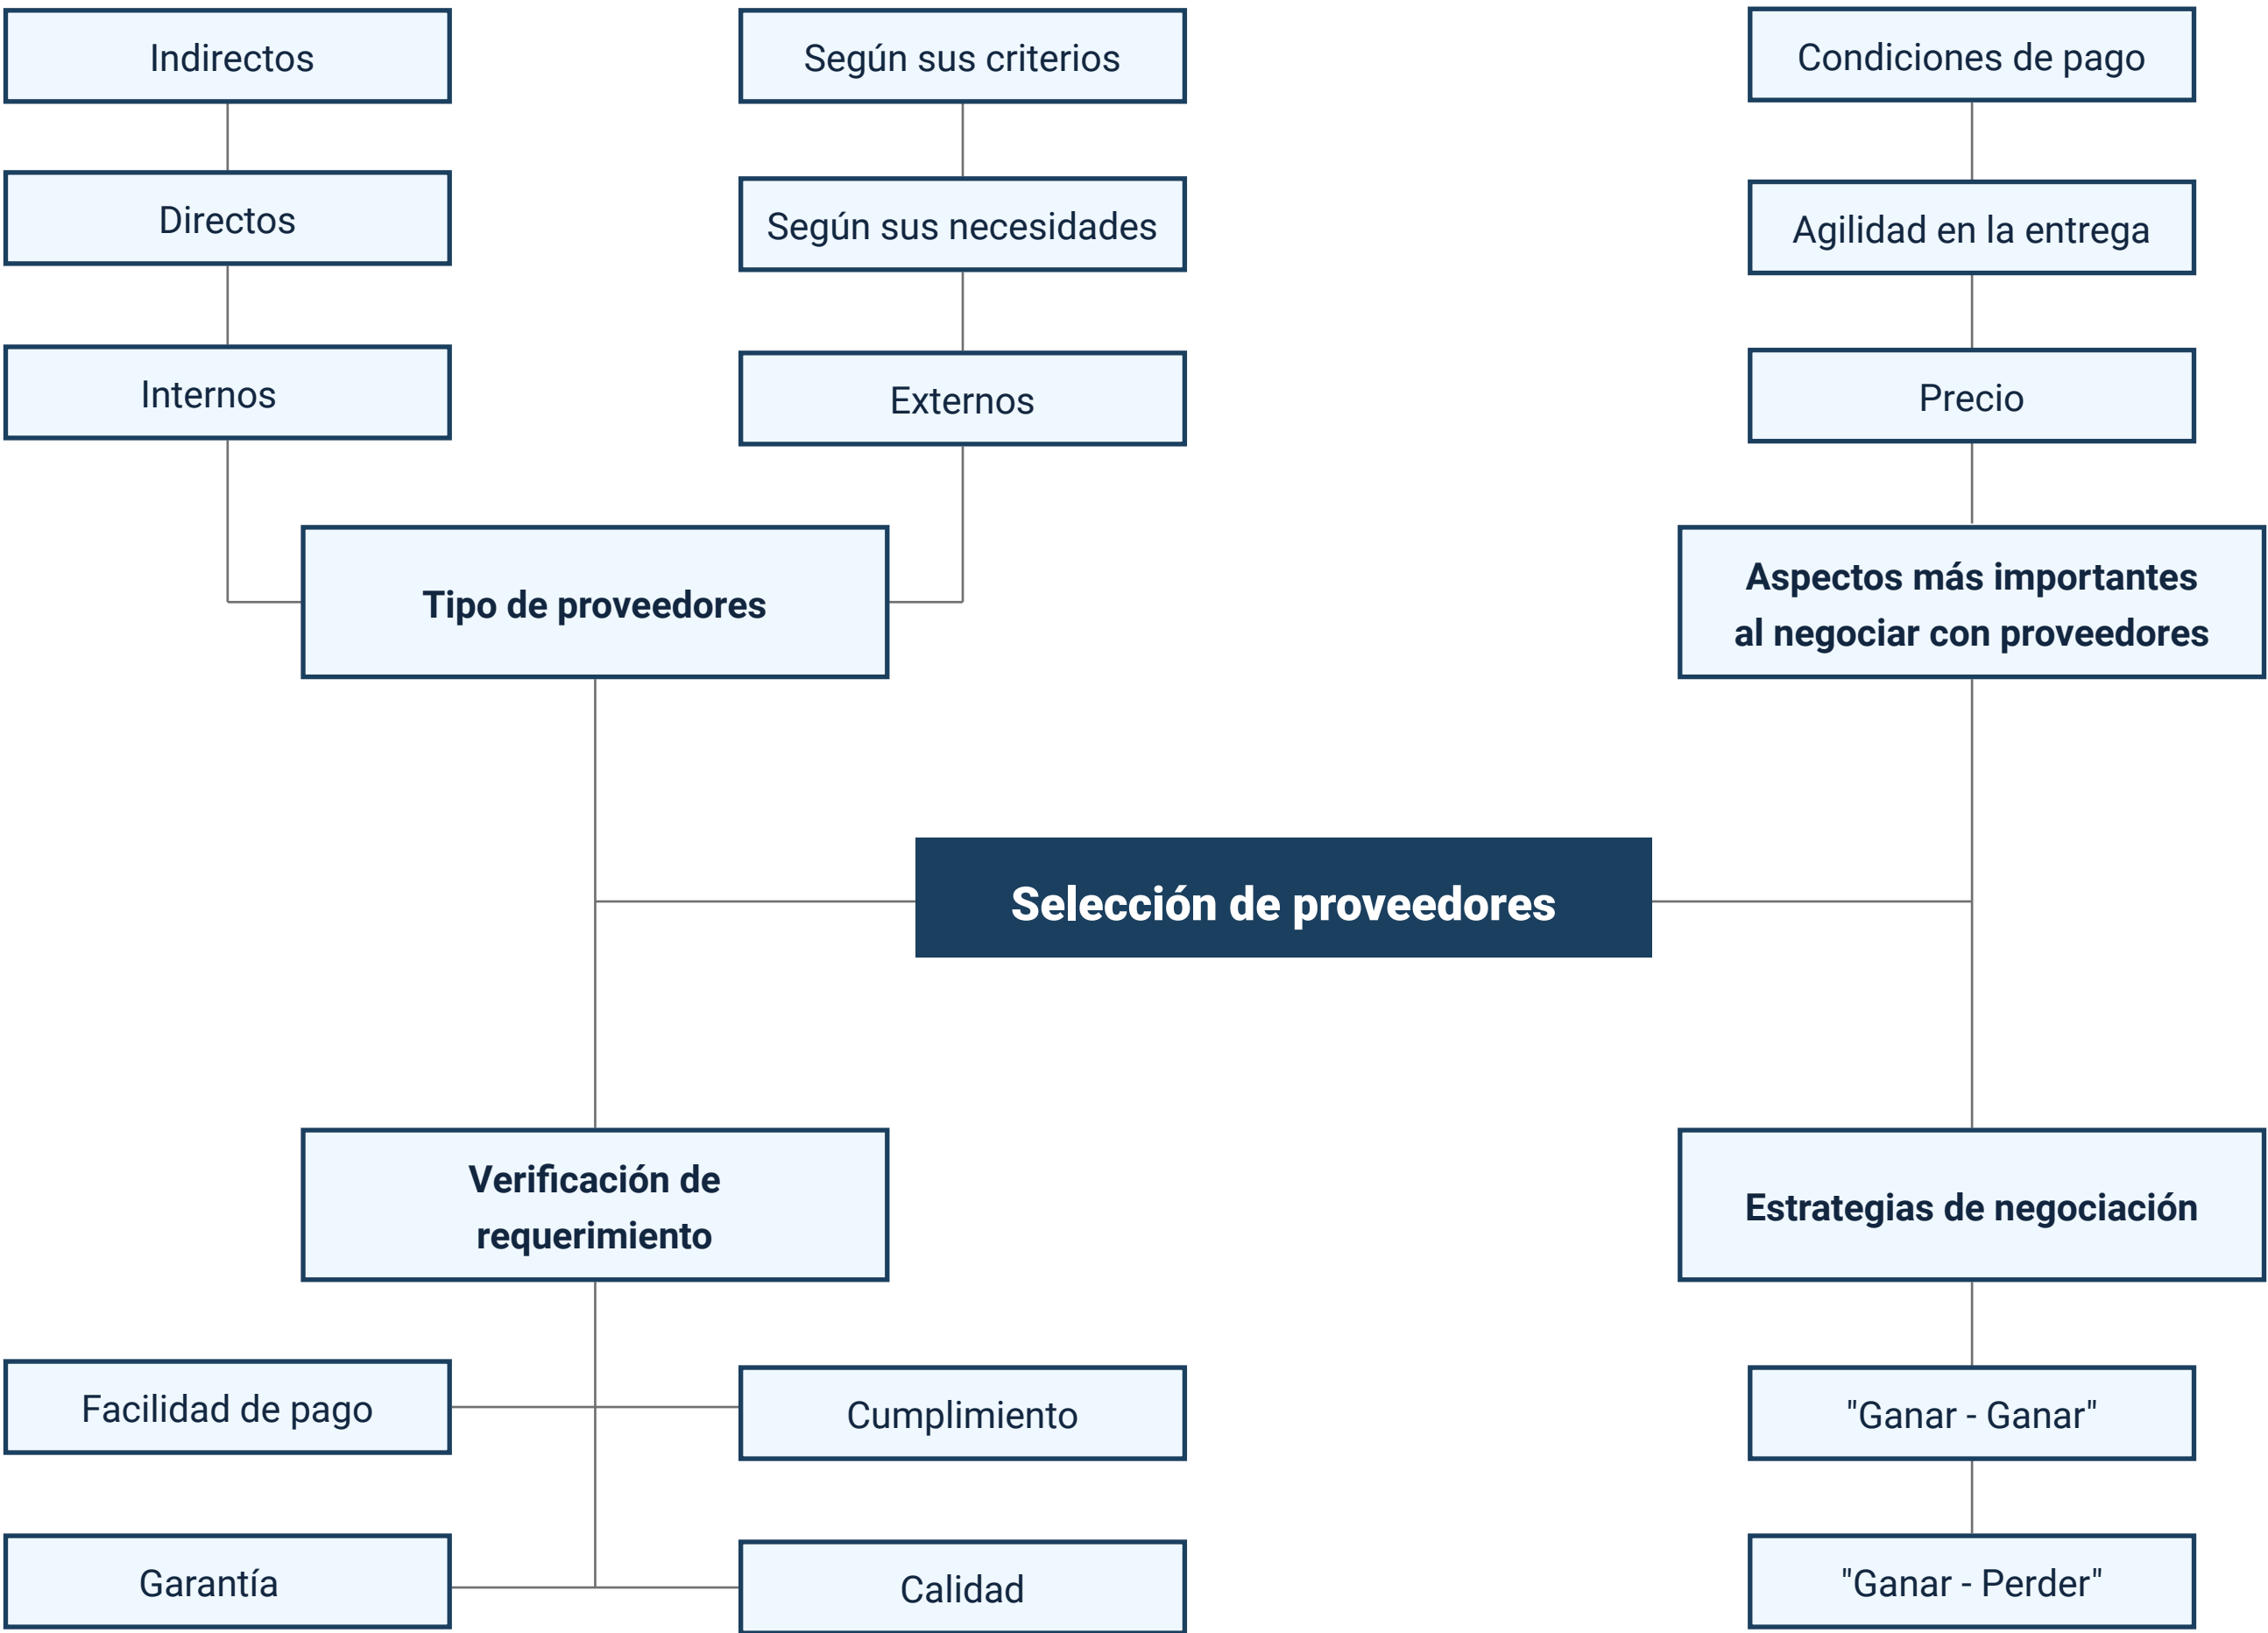 Indirectos
Según sus criterios
Condiciones de pago
Directos
Según sus necesidades
Agilidad en la entrega
Internos
Externos
Precio
Tipo de proveedores
Aspectos más importantes
al negociar con proveedores
Selección de proveedores
Verificación de
requerimiento
Estrategias de negociación
Facilidad de pago
Cumplimiento
"Ganar - Ganar"
Garantía
Calidad
"Ganar - Perder"